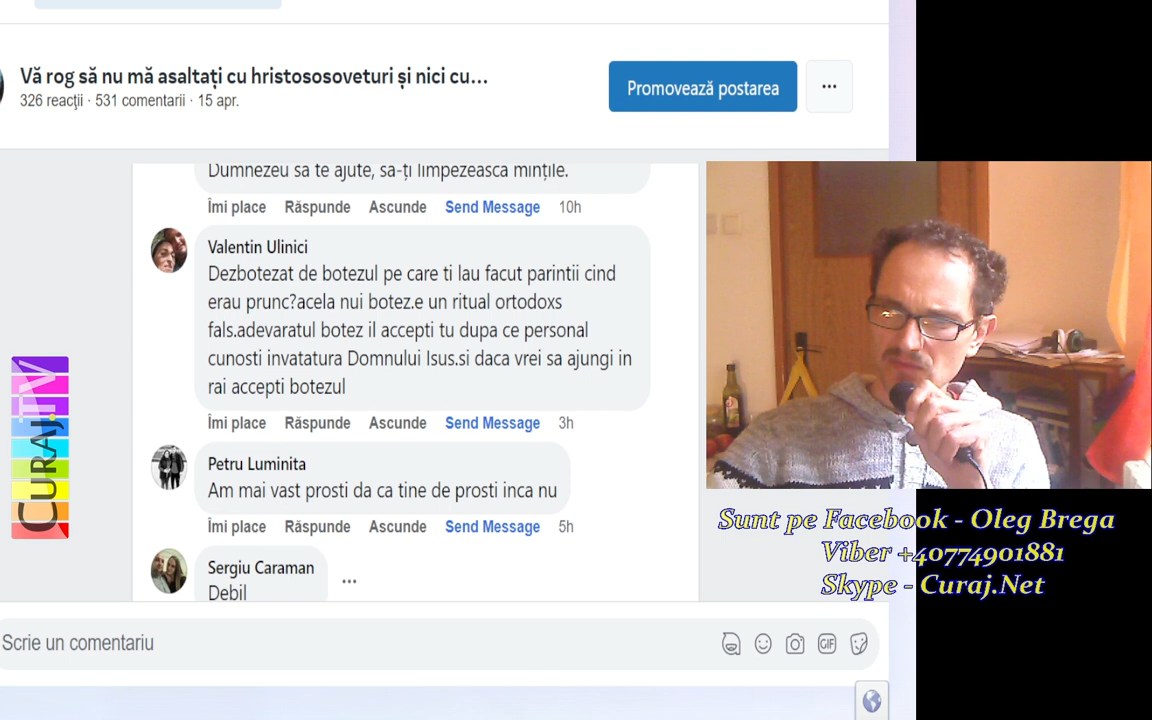 Vă rog să nu mă asaltați cu hristososoveturi și nici cu...
326 reacții · 531 comentarii · 15 apr.
Promovează postarea
Dumnezeu sa te ajute, sa-ți limpezeasca mințile.
Îmi place Răspunde Ascunde Send Message 10h
Valentin Ulinici
Dezbotezat de botezul pe care ti lau facut parintii cind
erau prunc?acela nui botez.e un ritual ortodoxs
fals.adevaratul botez il accepti tu dupa ce personal
cunosti invatatura Domnului Isus.si daca vrei sa ajungi in
rai accepti botezul
Îmi place Răspunde Ascunde Send Message 3h
Petru Luminita
Am mai vast prosti da ca tine de prosti inca nu
Îmi place Răspunde Ascunde Send Message 5h
Sergiu Caraman
Debil
Scrie un comentariu
GIF
CURAJ.TV
Sunt pe Facebook - Oleg Brega
Viber +40774901881
Skype - Curaj.Net